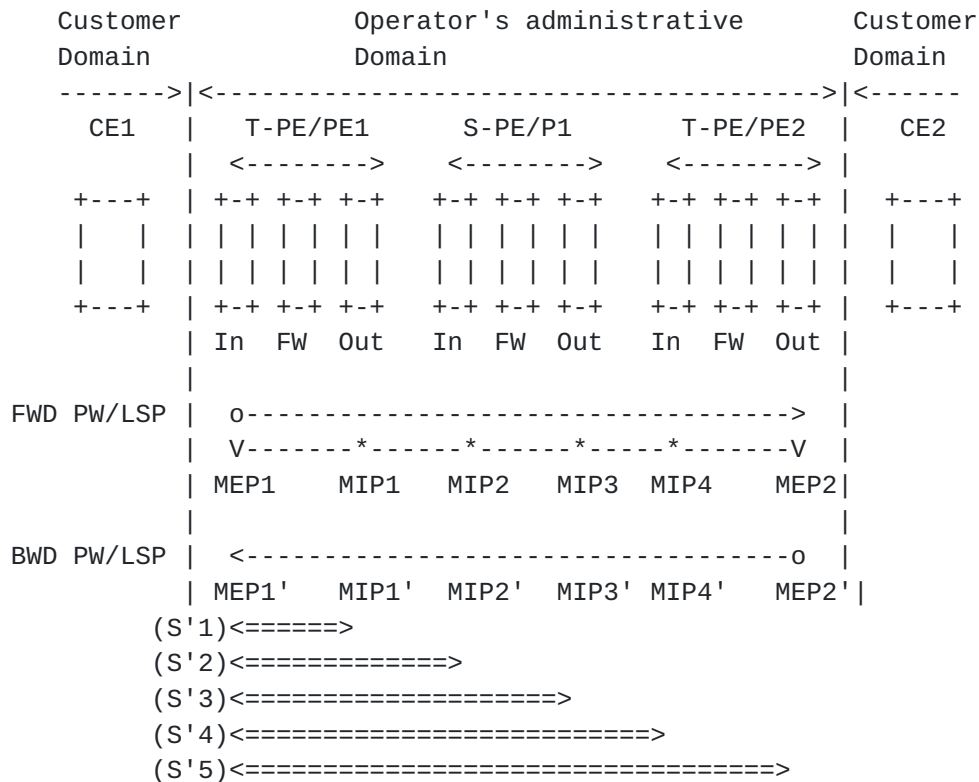 Customer Operator's administrative Customer
Domain Domain Domain
------->|<--------------------------------------->|<------
CE1 | T-PE/PE1 S-PE/P1 T-PE/PE2 | CE2
| <--------> <--------> <--------> |
+---+ | +-+ +-+ +-+ +-+ +-+ +-+ +-+ +-+ +-+ | +---+
| | | | | | | | | | | | | | | | | | | | | | | |
| | | | | | | | | | | | | | | | | | | | | | | |
+---+ | +-+ +-+ +-+ +-+ +-+ +-+ +-+ +-+ +-+ | +---+
| In FW Out In FW Out In FW Out |
| |
FWD PW/LSP | o-----------------------------------> |
| V-------*------*------*-----*-------V |
| MEP1 MIP1 MIP2 MIP3 MIP4 MEP2|
| |
BWD PW/LSP | <-----------------------------------o |
| MEP1' MIP1' MIP2' MIP3' MIP4' MEP2'|
(S'1)<======>
(S'2)<=============>
(S'3)<====================>
(S'4)<==========================>
(S'5)<==================================>